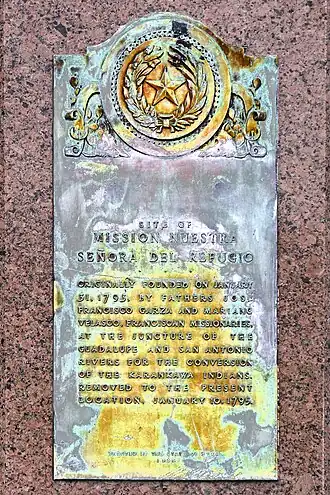 SITE OF
MISSION NUESTRA
SENORA DEL REFUGIO
ORIGINALLY FOUNDED ON JANUARY
31, 1795, BY FATHERS JOSE
FRANCISCO GARZA AND MARIANO
VELASCO, FRANCISCAN MISSIONARIES,
AT THE JUNCTURE OF THE
GUADALUPE AND SAN ANTONIO
RIVERS FOR THE CONVERSION
OF THE KARANKAWA INDIANS.
REMOVED TO THE PRESENT
LOCATION, JANUARY 10, 1795.